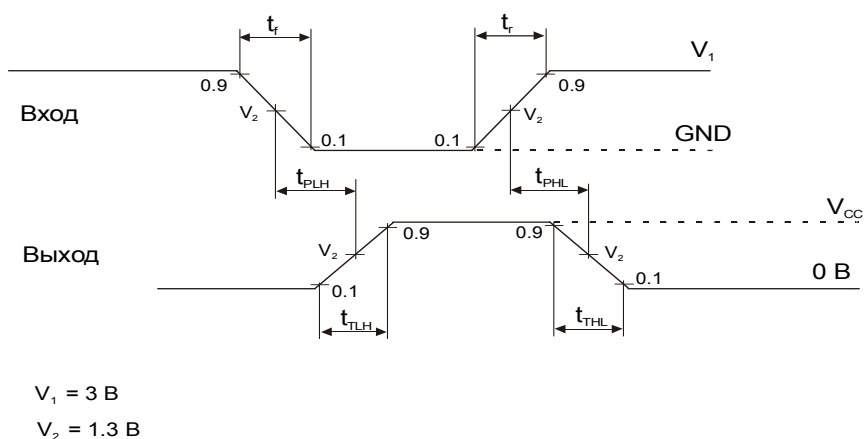 t_f t_r
V_1
0.9 0.9
Вход V_2 V_2
0.1 0.1 GND
t_PLH t_PHL
V_CC
0.9 0.9
Выход V_2 V_2
0.1 0.1 0 В
t_TLH t_THL
V_1 = 3 В
V_2 = 1.3 В